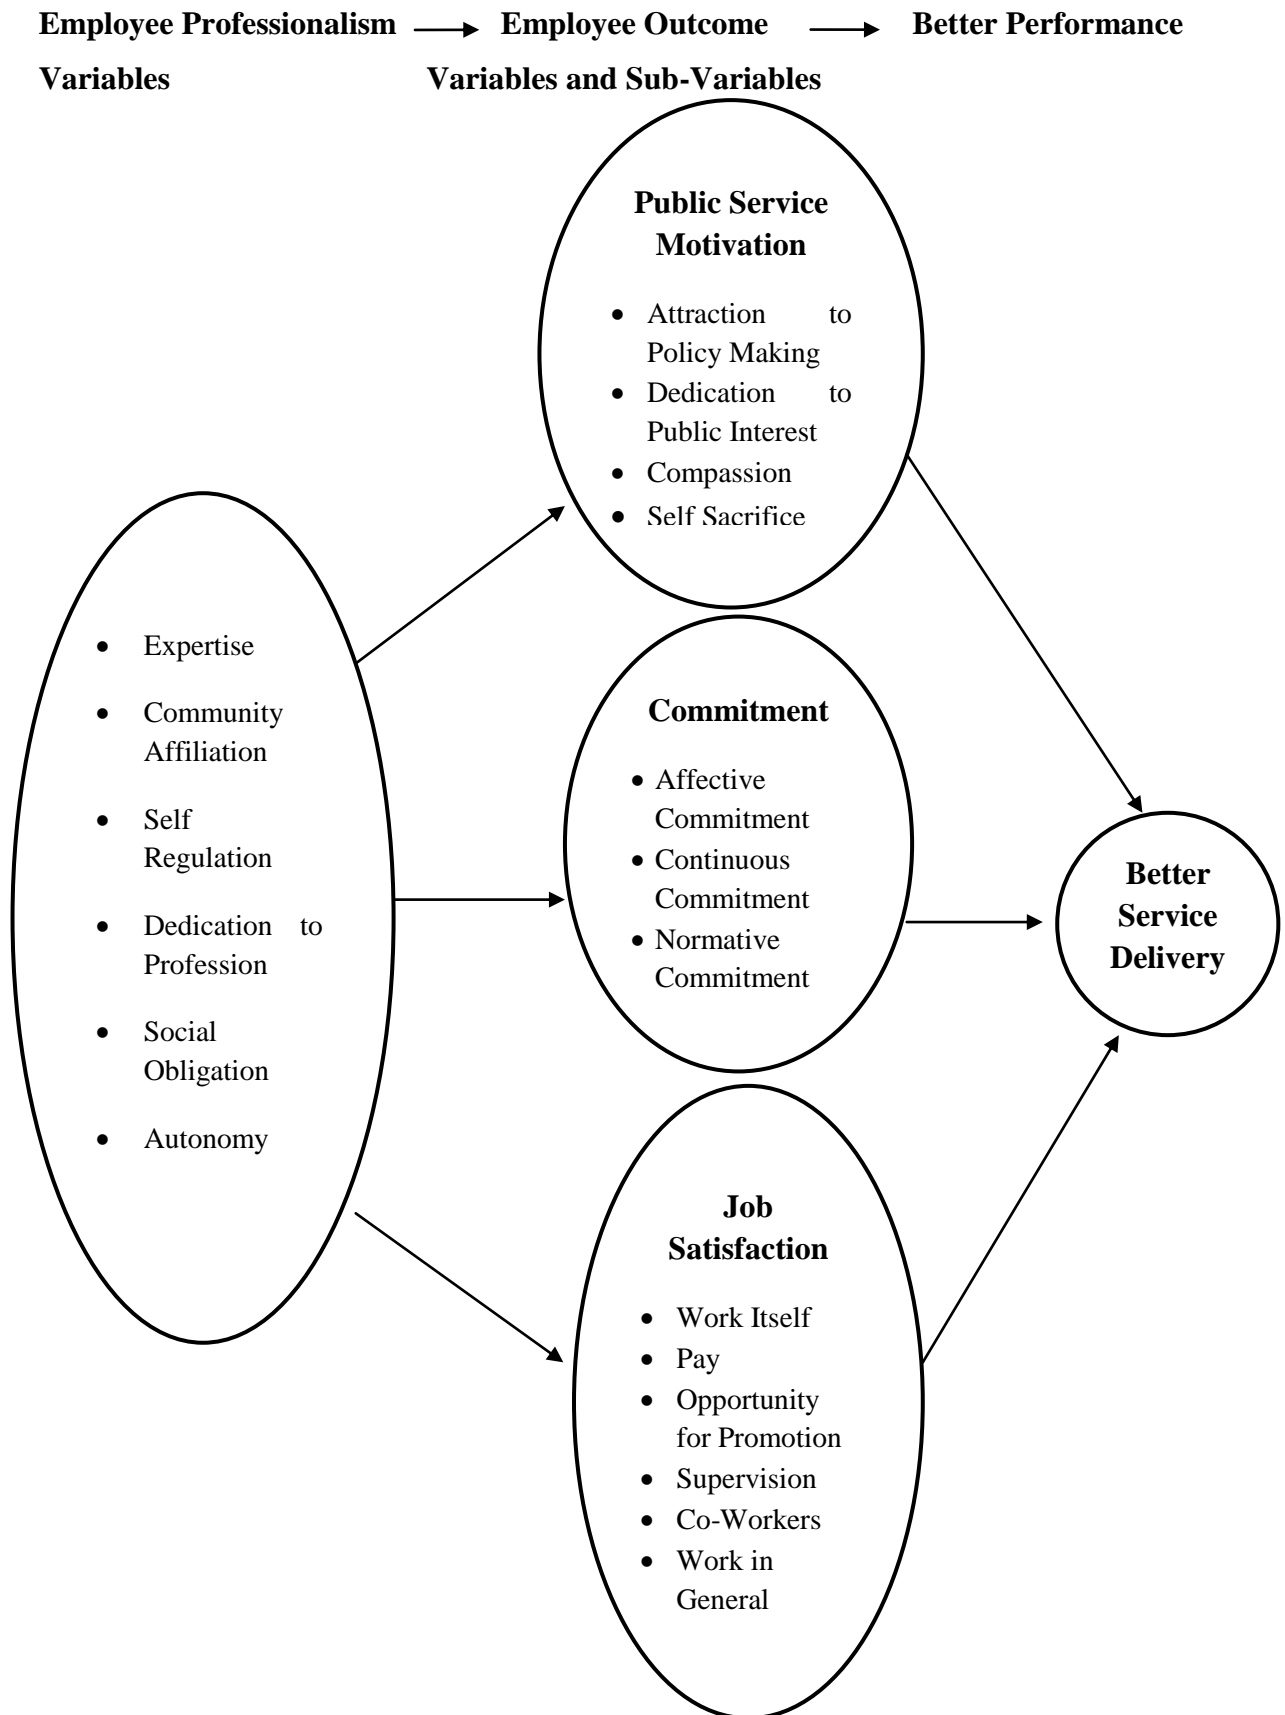 Employee Professionalism Employee Outcome Better Performance
Variables Variables and Sub-Variables
Public Service
Motivation
• Attraction to
Policy Making
• Dedication to
Public Interest
• Compassion
• Self Sacrifice
• Expertise
• Community
Affiliation
• Self
Regulation
• Dedication to
Profession
• Social
Obligation
• Autonomy
Commitment
• Affective
Commitment
• Continuous
Commitment
• Normative
Commitment
Job
Satisfaction
• Work Itself
• Pay
• Opportunity
for Promotion
• Supervision
• Co-Workers
• Work in
General
Better
Service
Delivery